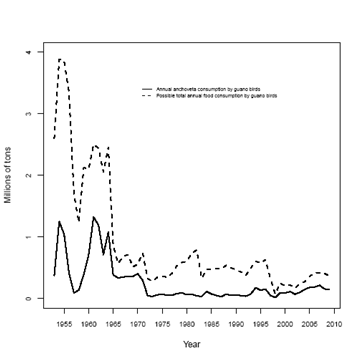 Annual anchoveta consumption by guano birds
Possible total annual food consumption by guano birds
Millions of tons
4
3
2
1
0
1955 1960 1965 1970 1975 1980 1985 1990 1995 2000 2005 2010
Year